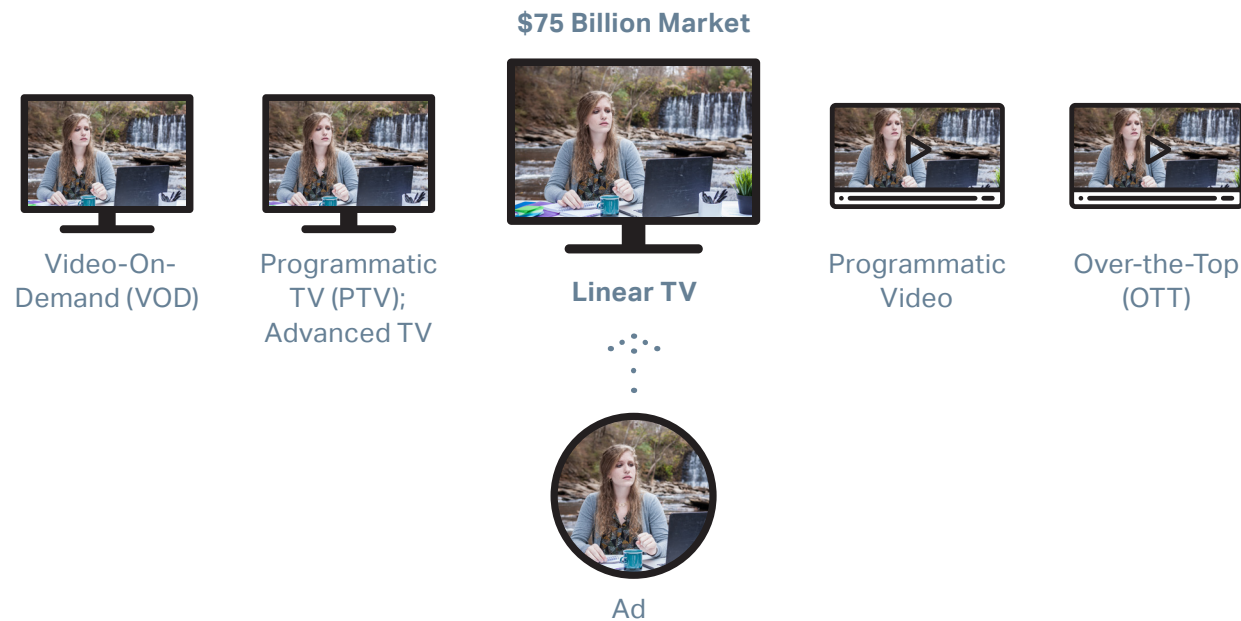 $75 Billion Market
Video-On-
Demand (VOD)
Programmatic
TV (PTV);
Advanced TV
Linear TV
Programmatic
Video
Over-the-Top
(OTT)
Ad